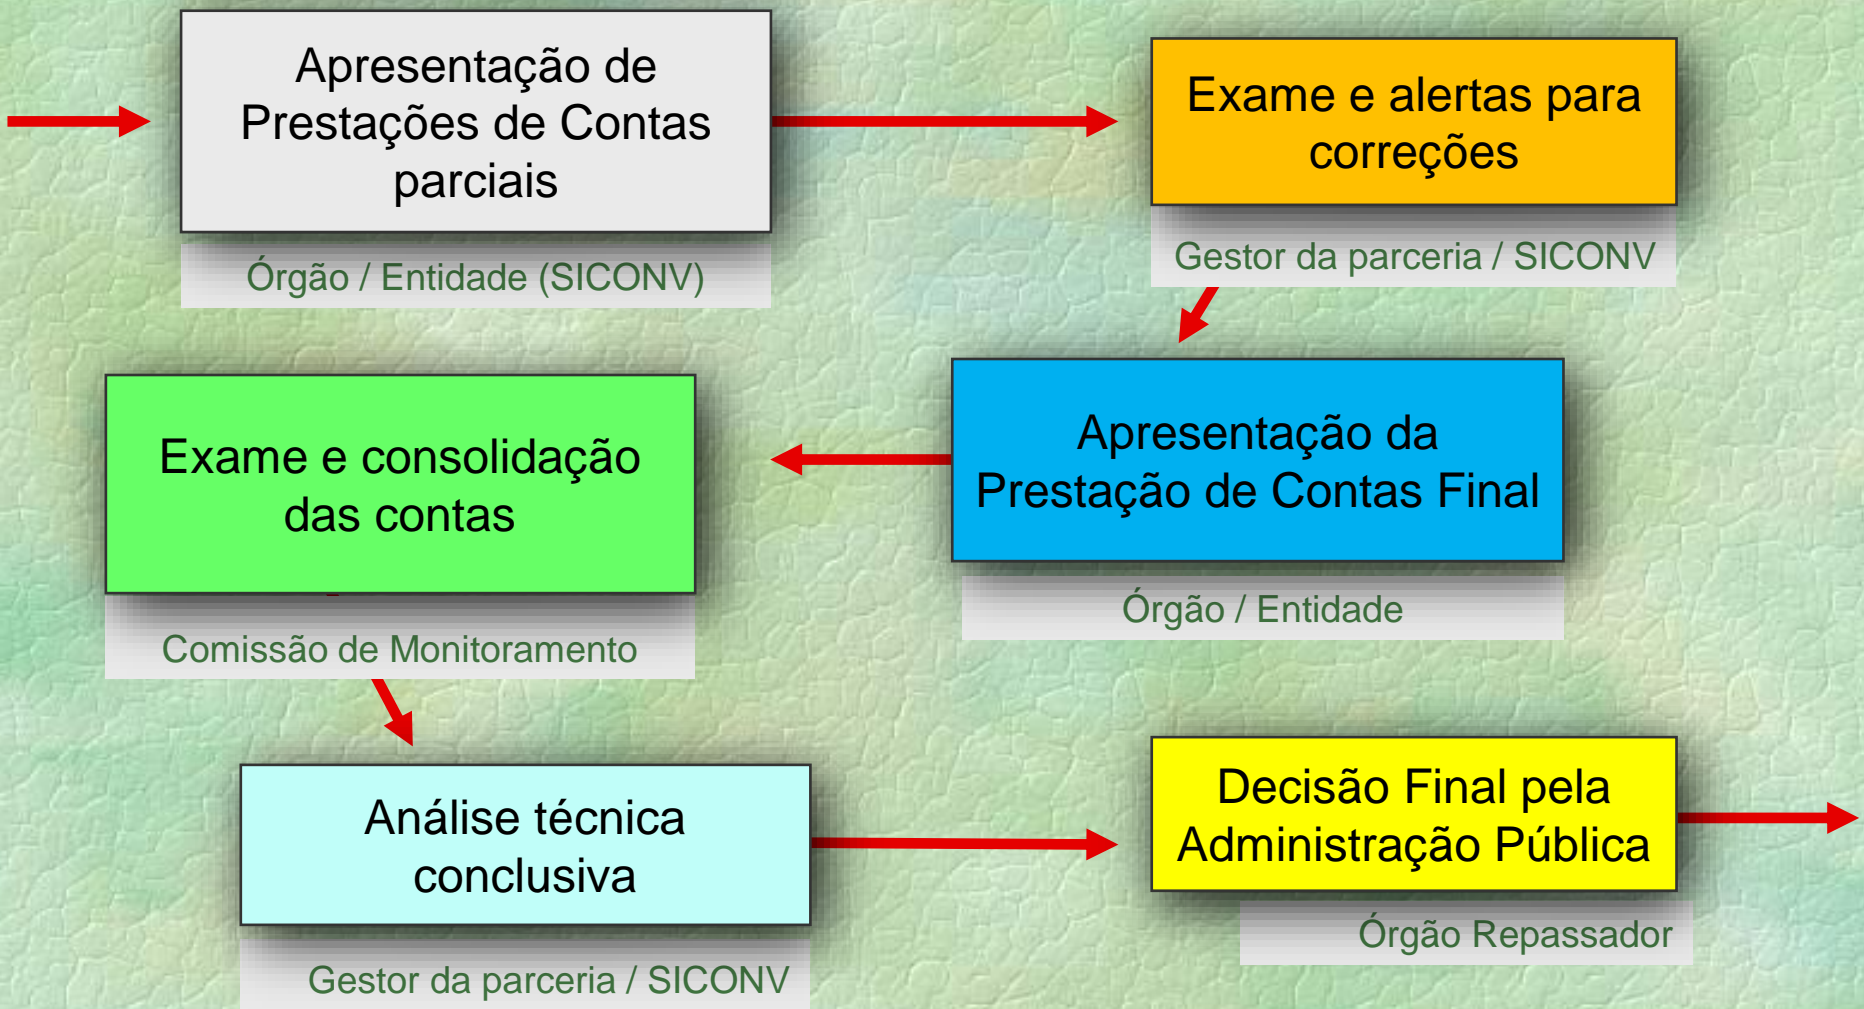 Apresentação de
Prestações de Contas
parciais
Órgão / Entidade (SICONV)
Exame e alertas para
correções
Gestor da parceria / SICONV
Apresentação da
Prestação de Contas Final
Órgão / Entidade
Exame e consolidação
das contas
Comissão de Monitoramento
Análise técnica
conclusiva
Gestor da parceria / SICONV
Decisão Final pela
Administração Pública
Órgão Repassador